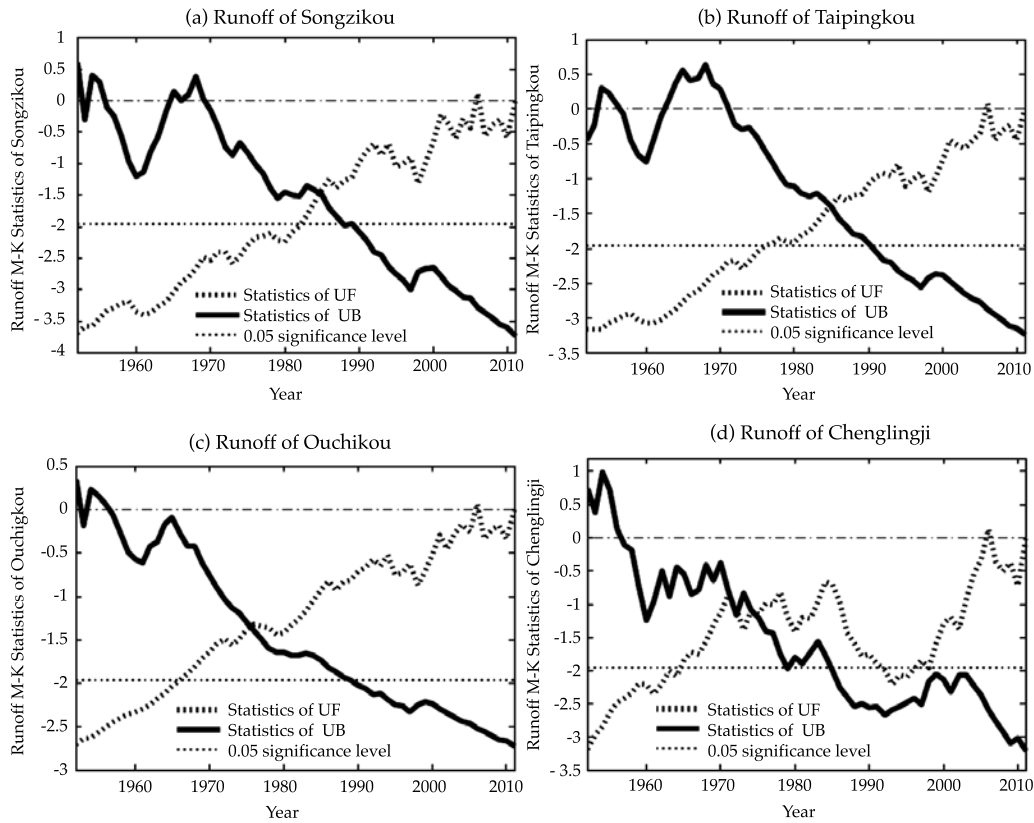 (a) Runoff of Songzikou
Runoff M-K Statistics of Songzikou
1
0.5
0
-0.5
-1
-1.5
-2
-2.5
-3
- 3.5
-4
Statistics of UF
Statistics of UB
0.05 significance level
1960 1970 1980 1990 2000 2010
Year
(b) Runoff of Taipingkou
Runoff M-K Statistics of Taipingkou
1
0.5
0
-0.5
-1
-1.5
-2
-2.5
-3
- 3.5
Statistics of UF
Statistics of UB
0.05 significance level
1960 1970 1980 1990 2000 2010
Year
(c) Runoff of Ouchikou
Runoff M-K Statistics of Ouchigkou
0.5
0
-0.5
-1
-1.5
-2
-2.5
-3
Statistics of UF
Statistics of UB
0.05 significance level
1960 1970 1980 1990 2000 2010
Year
(d) Runoff of Chenglingji
Runoff M-K Statistics of Chenglingji
1
0.5
0
-0.5
-1
-1.5
-2
-2.5
-3
- 3.5
Statistics of UF
Statistics of UB
0.05 significance level
1960 1970 1980 1990 2000 2010
Year